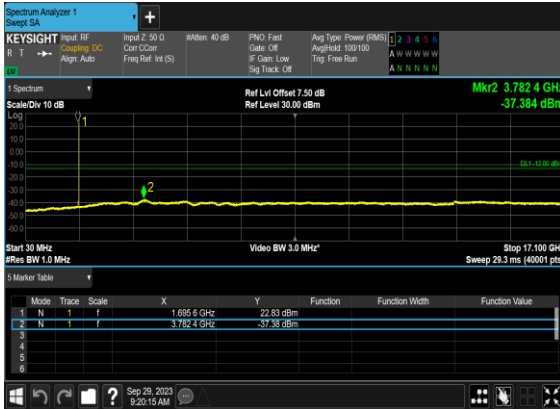 Spectrum Analyzer 1
Swept SA
+
KEYSIGHT Input: RF Input Z: 50 Ω #Atten: 40 dB PNO: Fast Avg Type: Power (RMS) 1 2 3 4 5 6
R T Coupling: DC Corr CCorr Gate: Off Avg|Hold: 100/100 A W W W W W
Align: Auto Freq Ref: Int (S) IF Gain: Low Trig: Free Run
Sig Track: Off A N N N N N
1 Spectrum Ref Lvl Offset 7.50 dB Mkr2 3.782 4 GHz
Scale/Div 10 dB Ref Level 30.00 dBm -37.384 dBm
Log 1
20.0
10.0
0.00
-10.0 DL1 -13.00 dBm
-20.0
-30.0 2
-40.0
-50.0
-60.0
Start 30 MHz Video BW 3.0 MHz* Stop 17.100 GHz
#Res BW 1.0 MHz Sweep 29.3 ms (40001 pts)
5 Marker Table
Mode Trace Scale X Y Function Function Width Function Value
1 N 1 f 1.695 6 GHz 22.83 dBm
2 N 1 f 3.782 4 GHz -37.38 dBm
3
4
5
6
? Sep 29, 2023
9:20:15 AM